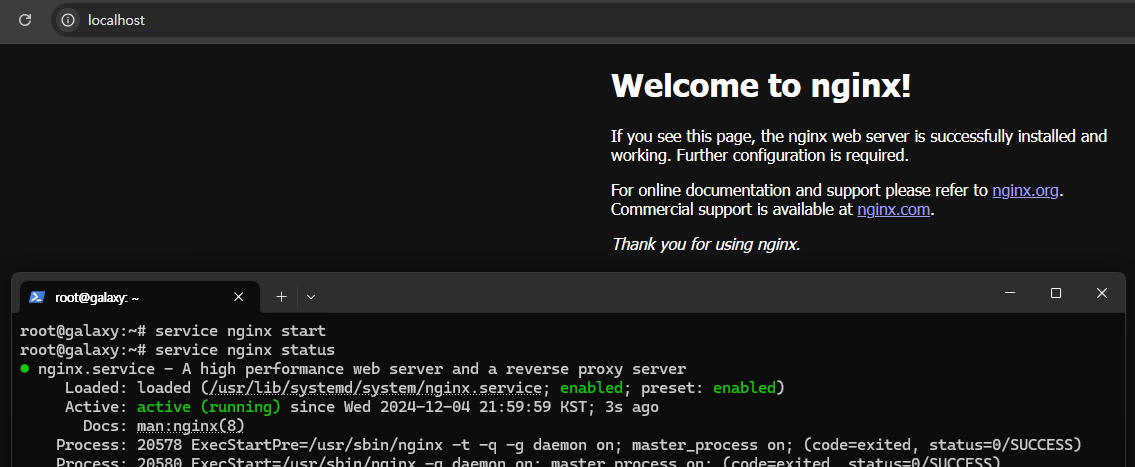 localhost
Welcome to nginx!
If you see this page, the nginx web server is successfully installed and
working. Further configuration is required.
For online documentation and support please refer to nginx.org.
Commercial support is available at nginx.com.
Thank you for using nginx.
root@galaxy: ~
root@galaxy:~# service nginx start
root@galaxy:~# service nginx status
● nginx.service - A high performance web server and a reverse proxy server
Loaded: loaded (/usr/lib/systemd/system/nginx.service; enabled; preset: enabled)
Active: active (running) since Wed 2024-12-04 21:59:59 KST; 3s ago
Docs: man:nginx(8)
Process: 20578 ExecStartPre=/usr/sbin/nginx -t -q -g daemon on; master_process on; (code=exited, status=0/SUCCESS)
Process: 20580 ExecStart=/usr/sbin/nginx -g daemon on; master_process on; (code=exited, status=0/SUCCESS)